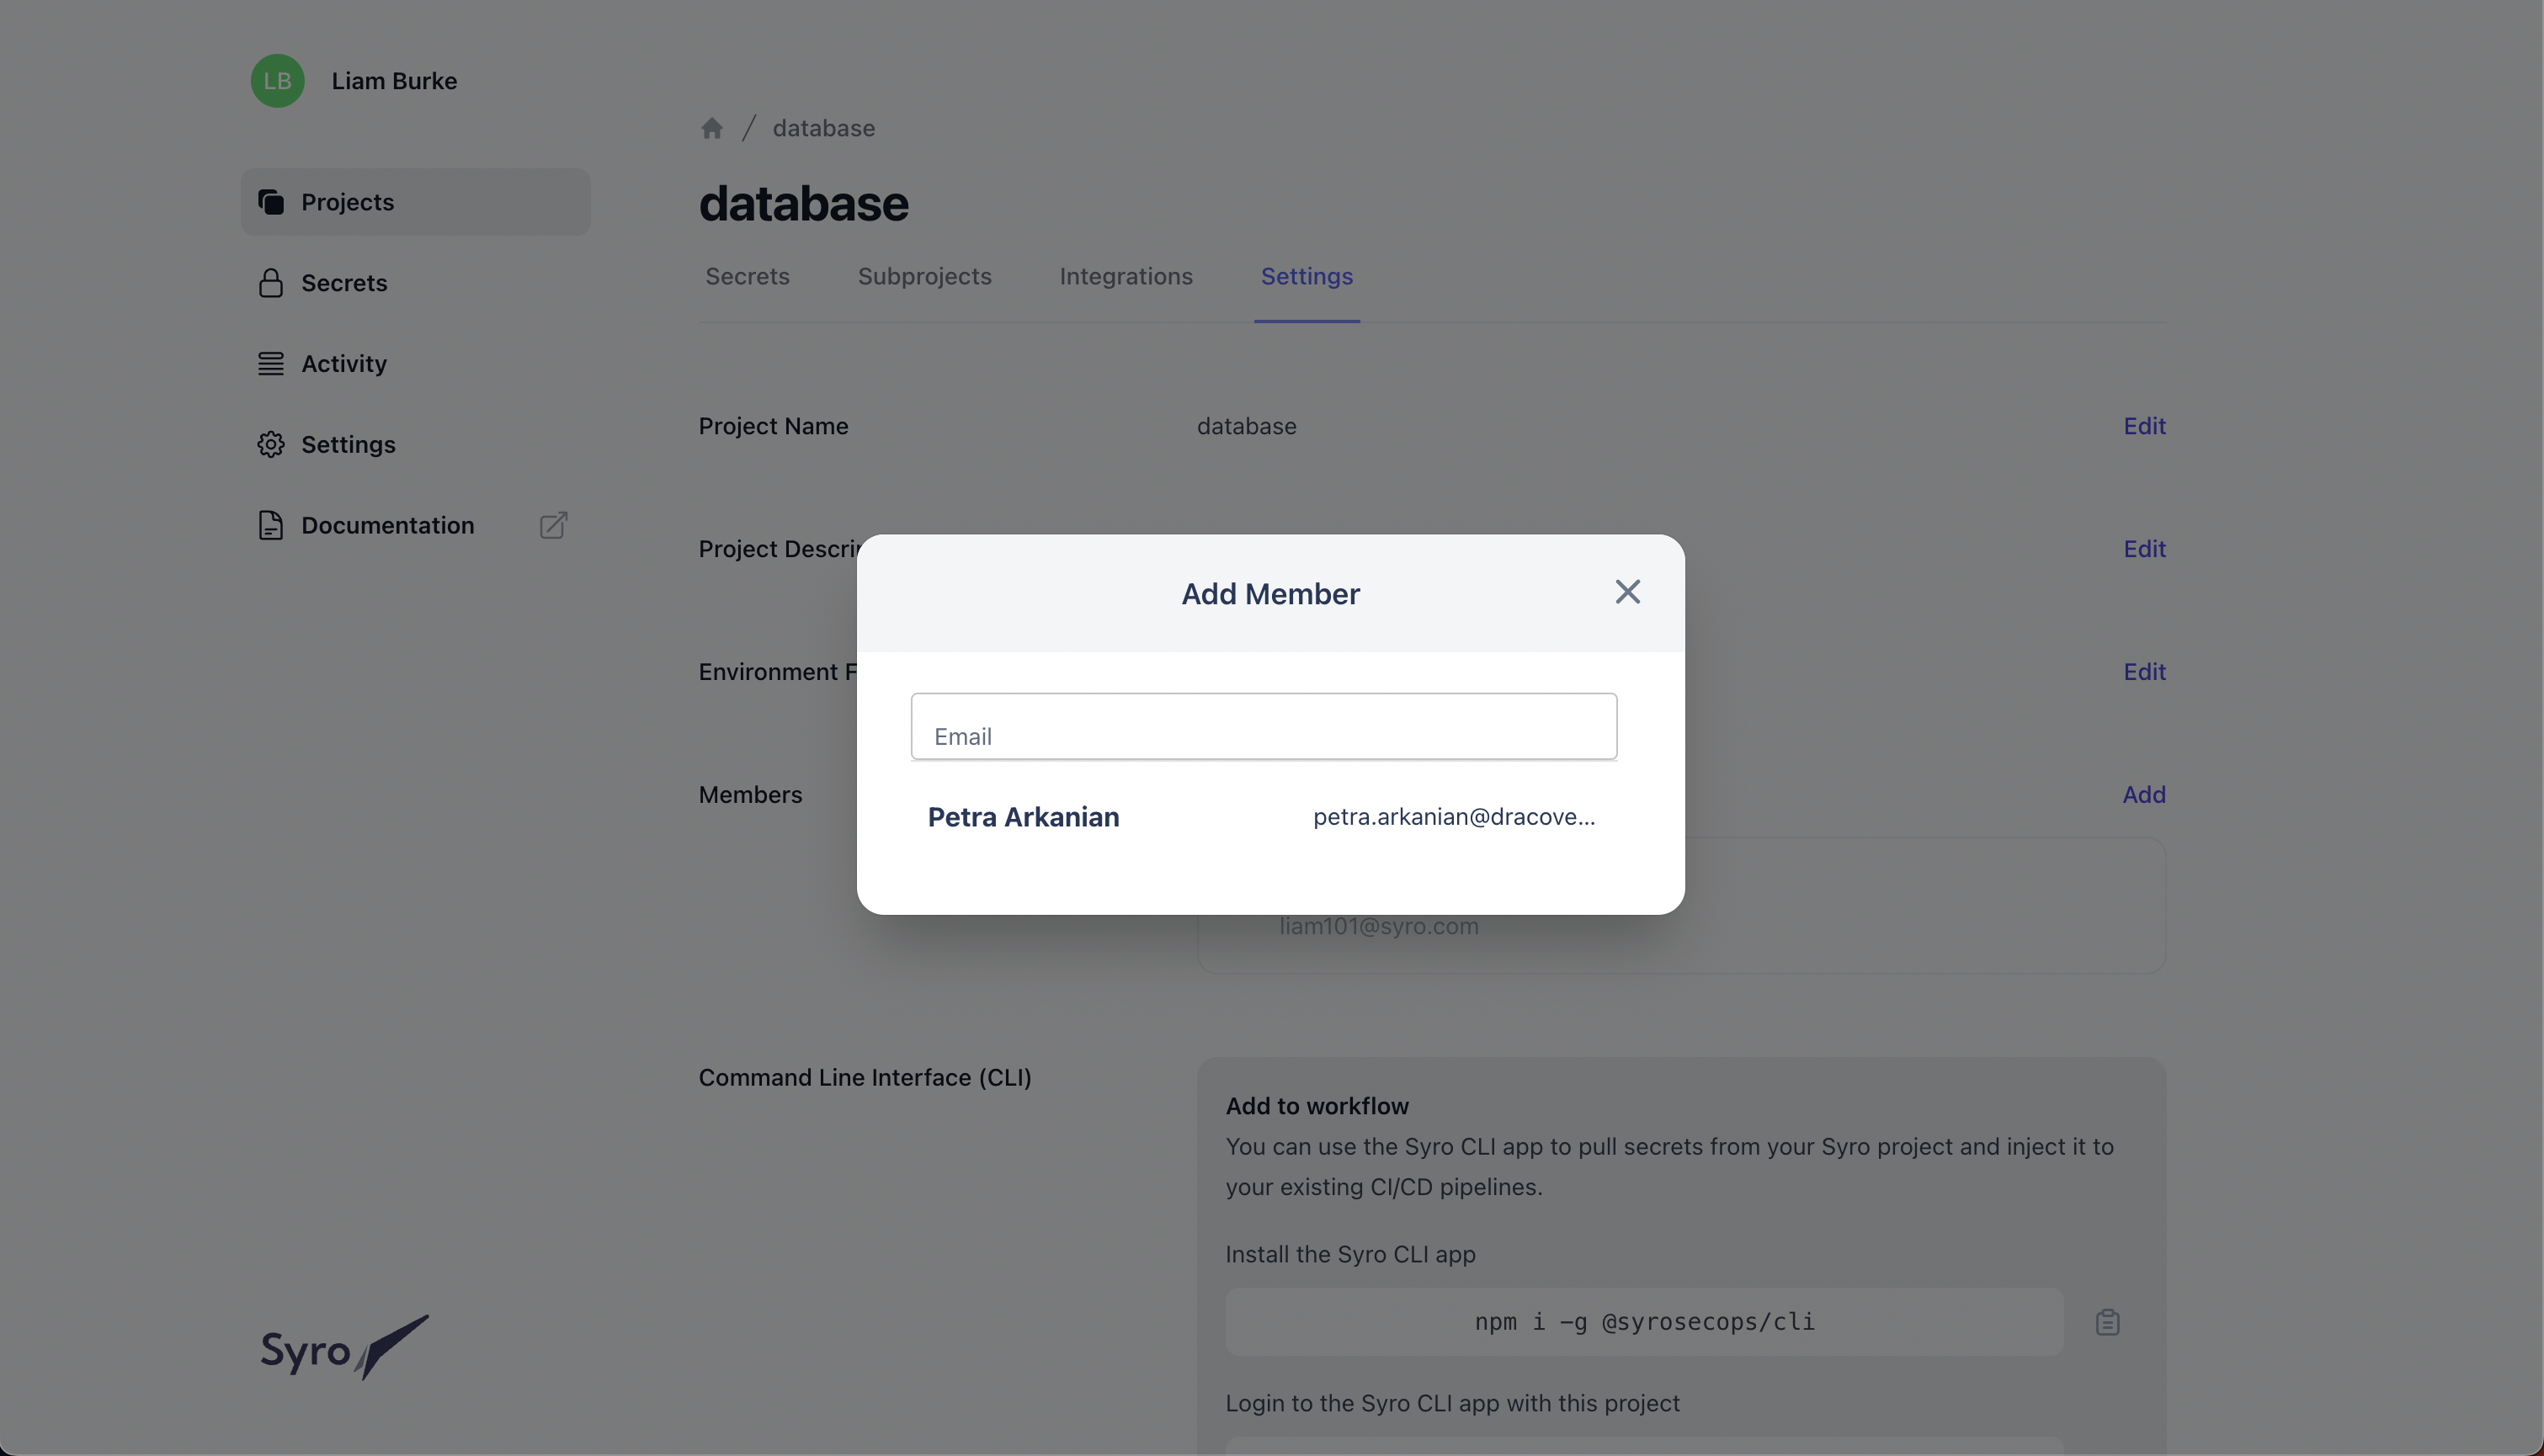 LB Liam Burke
Projects
Secrets
Activity
Settings
Documentation
Syro
/ database
database
Secrets Subprojects Integrations Settings
Project Name database Edit
Project Edit
Environment Edit
Members Add
liam101@syro.com
Add Member
Email
Petra Arkanian petra.arkanian@dracove...
Command Line Interface (CLI)
Add to workflow
You can use the Syro CLI app to pull secrets from your Syro project and inject it to
your existing CI/CD pipelines.
Install the Syro CLI app
npm i -g @syrosecops/cli
Login to the Syro CLI app with this project